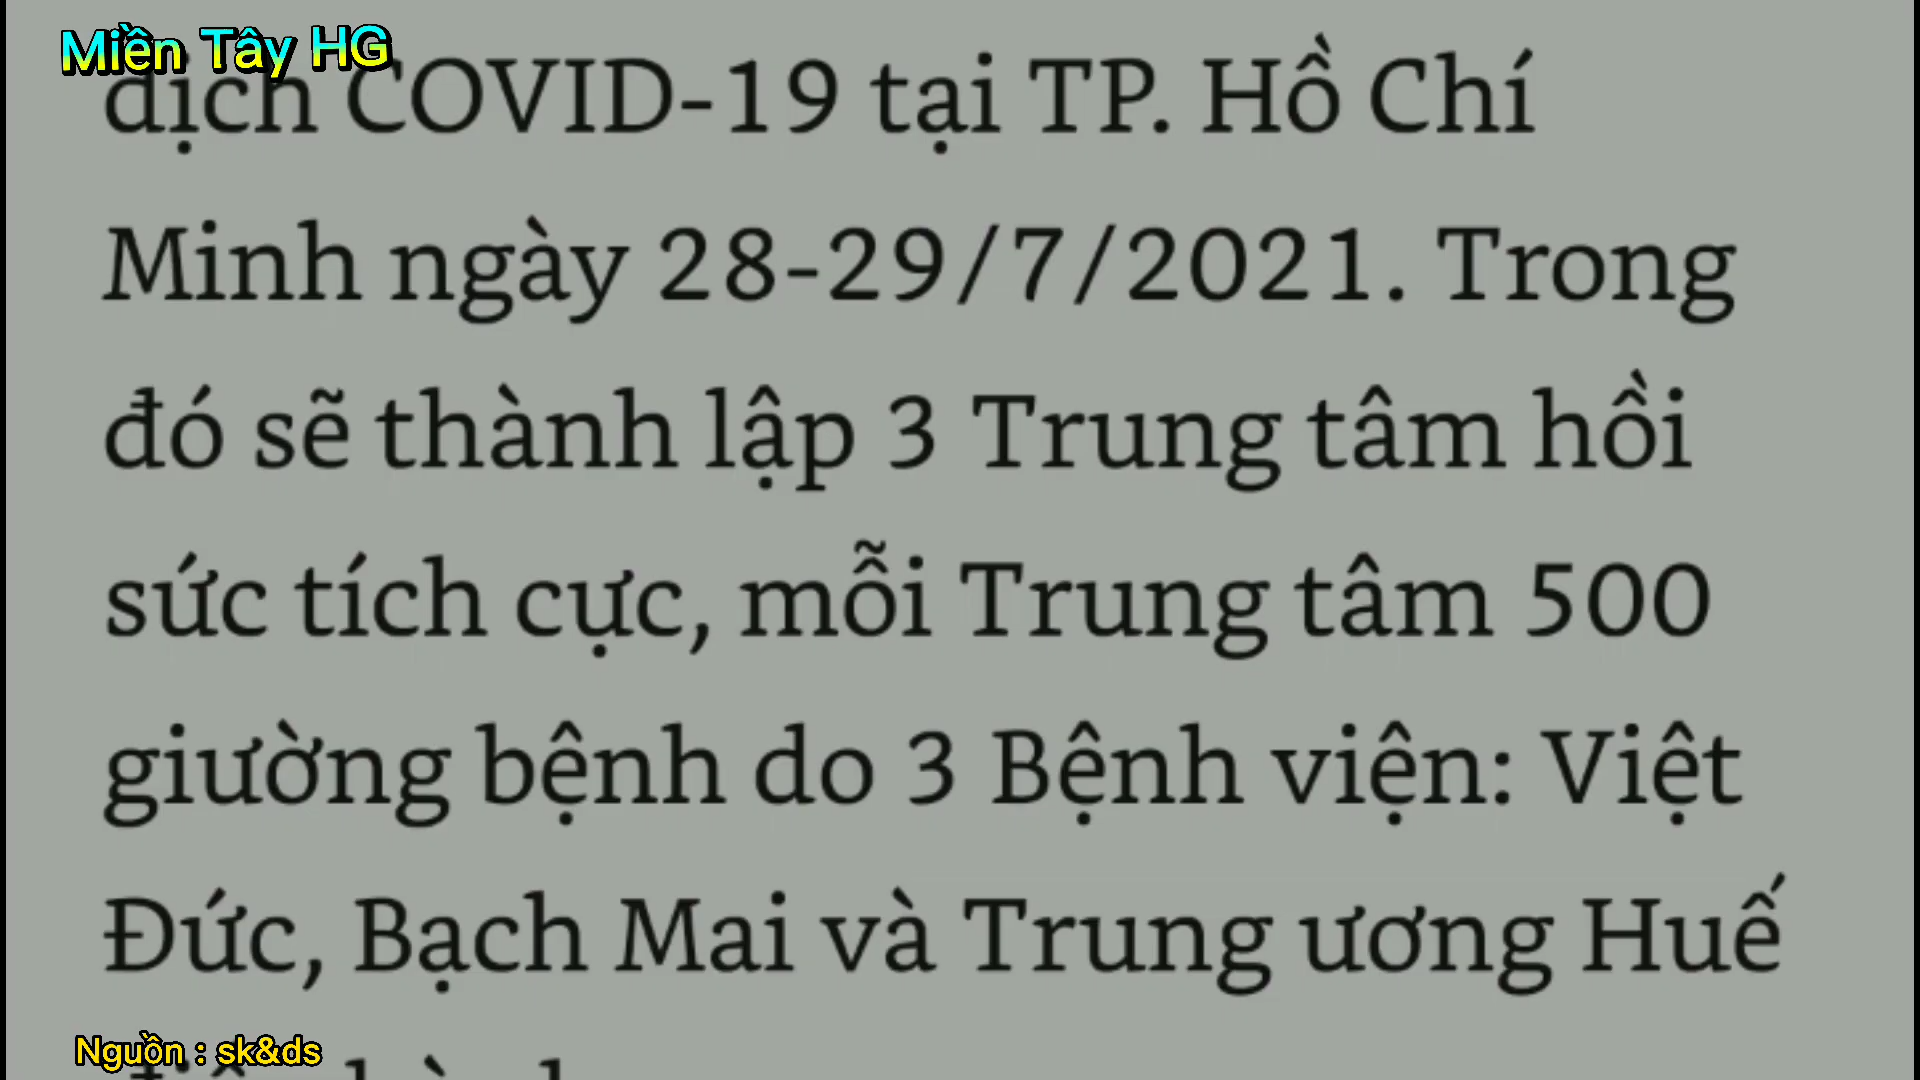 Miền Tây HG
dịch COVID-19 tại TP. Hồ Chí
Minh ngày 28-29/7/2021. Trong
đó sẽ thành lập 3 Trung tâm hồi
sức tích cực, mỗi Trung tâm 500
giường bệnh do 3 Bệnh viện: Việt
Đức, Bạch Mai và Trung ương Huế
Nguồn : sk&ds